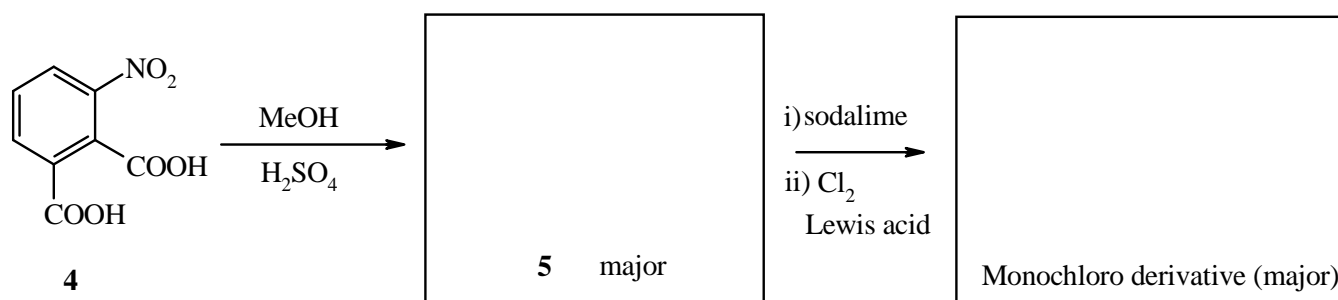 NO2
COOH
COOH
4
MeOH
H2SO4
5 major
i) sodalime
ii) Cl2
Lewis acid
Monochloro derivative (major)